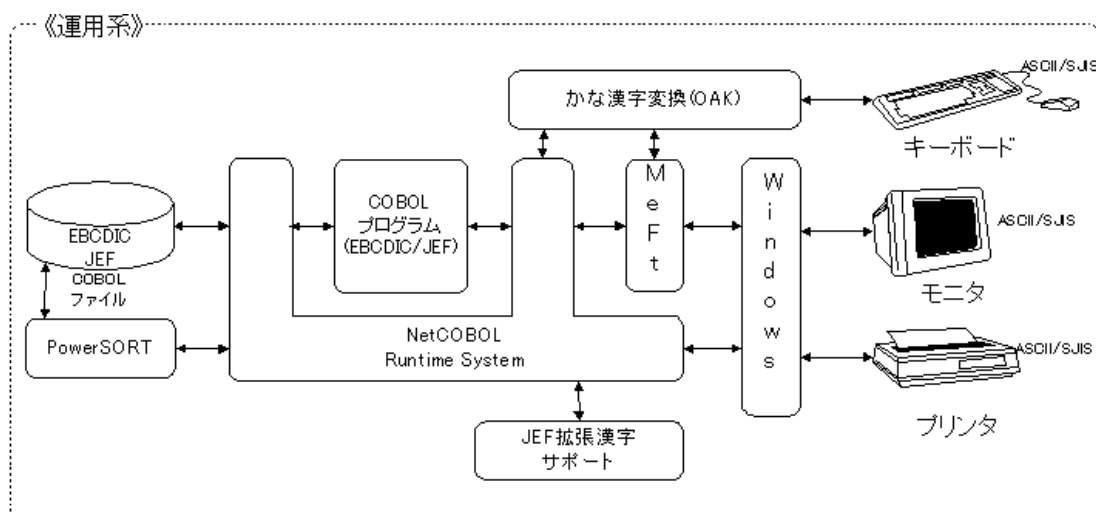 《運用系》
かな漢字変換(OAK)
ASCII/SJIS
キーボード
COBOL
プログラム
(EBCDIC/JEF)
MeFt
Windows
EBCDIC
JEF
COBOL
ファイル
ASCII/SJIS
モニタ
PowerSORT
NetCOBOL
Runtime System
ASCII/SJIS
プリンタ
JEF拡張漢字
サポート